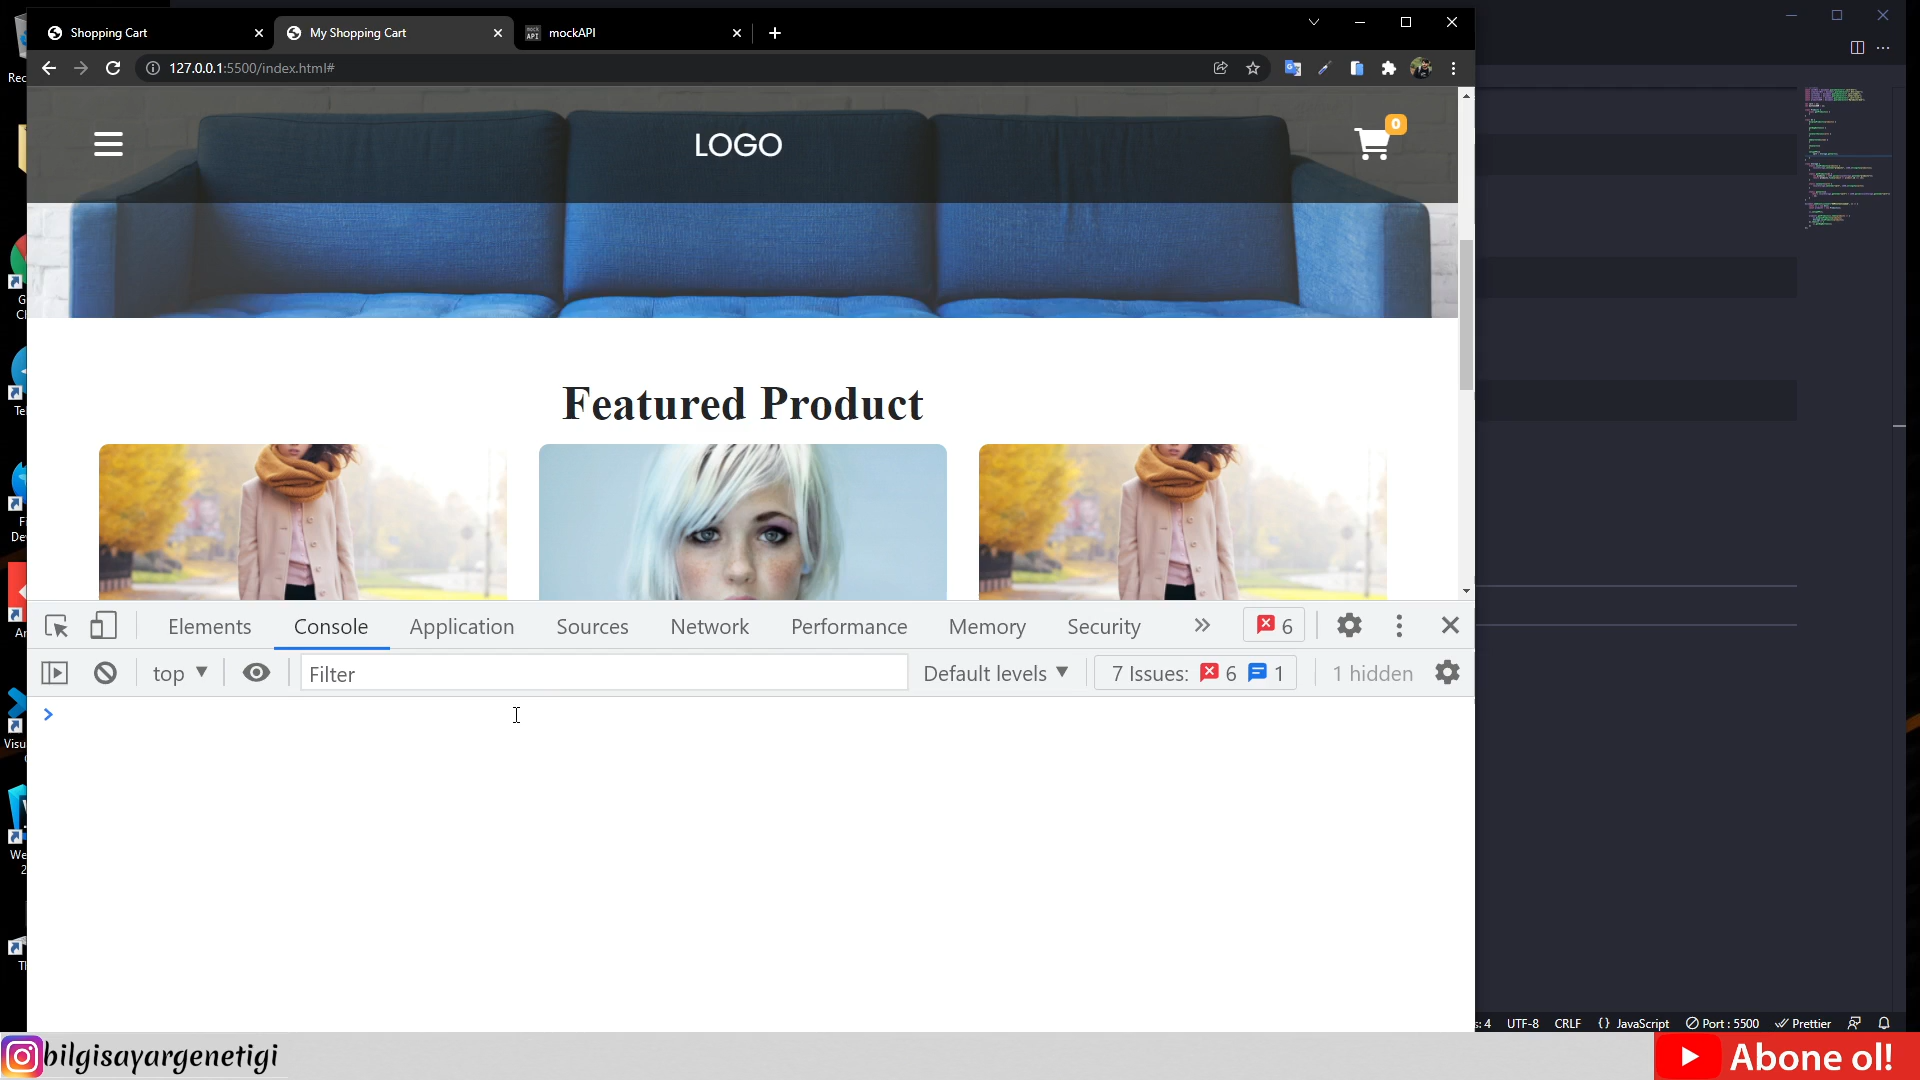 Shopping Cart
My Shopping Cart
mock API
mockAPI
127.0.0.1:5500/index.html#
LOGO
0
Featured Product
Elements
Console
Application
Sources
Network
Performance
Memory
Security
6
top
Filter
Default levels
7 Issues:
6
1
1 hidden
UTF-8
CRLF
{} JavaScript
Port : 5500
Prettier
bilgisayargenetigi
Abone ol!